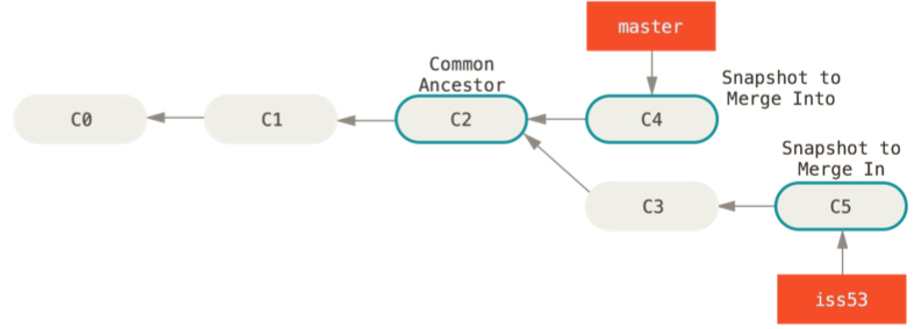 master
Common
Ancestor
Snapshot to
Merge Into
C0
C1
C2
C4
Snapshot to
Merge In
C3
C5
iss53